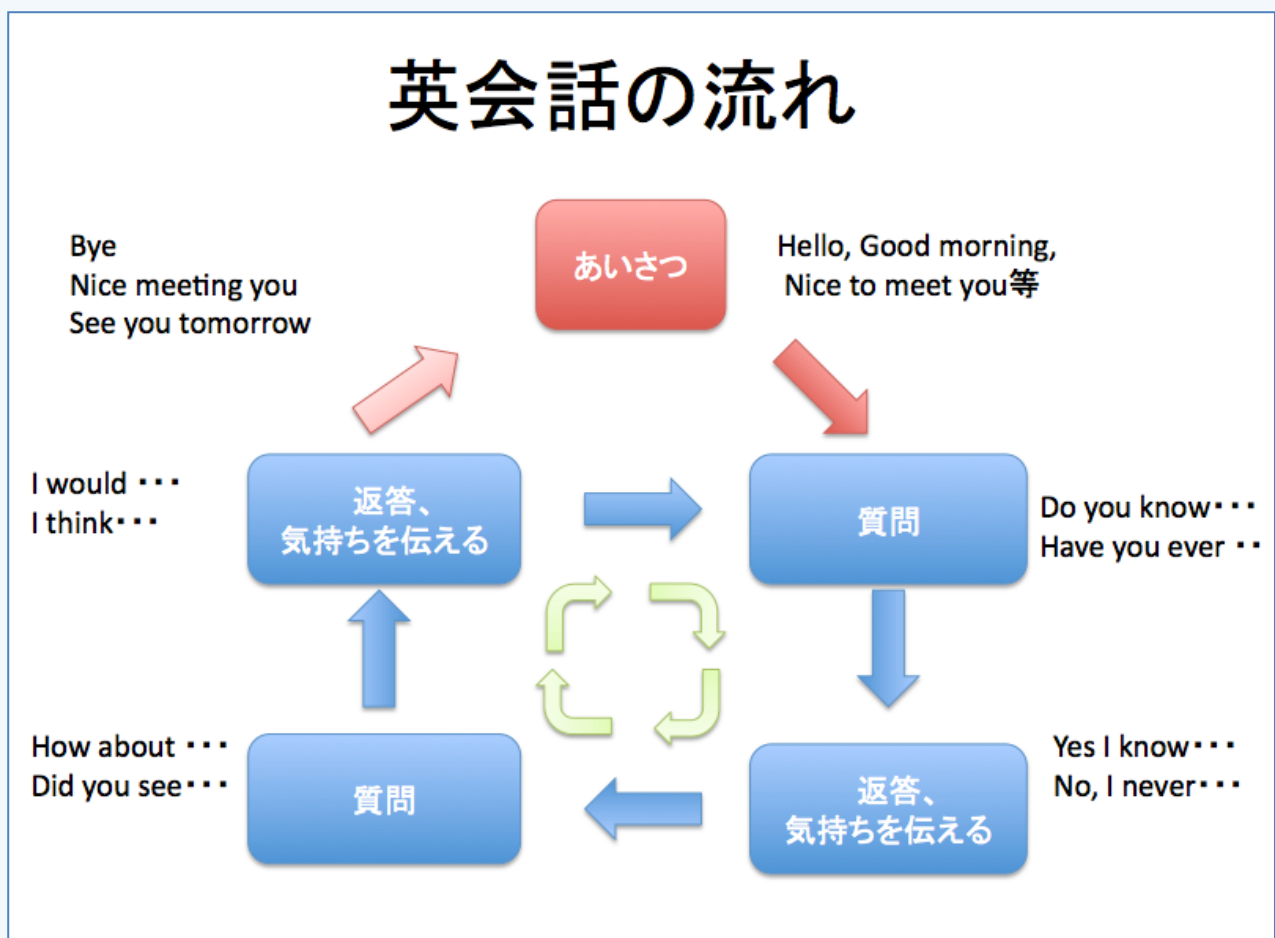 英会話の流れ
あいさつ
Hello, Good morning,
Nice to meet you等
質問
Do you know・・・
Have you ever ・・
返答、
気持ちを伝える
Yes I know・・・
No, I never・・・
質問
How about ・・・
Did you see・・・
返答、
気持ちを伝える
I would ・・・
I think・・・
Bye
Nice meeting you
See you tomorrow